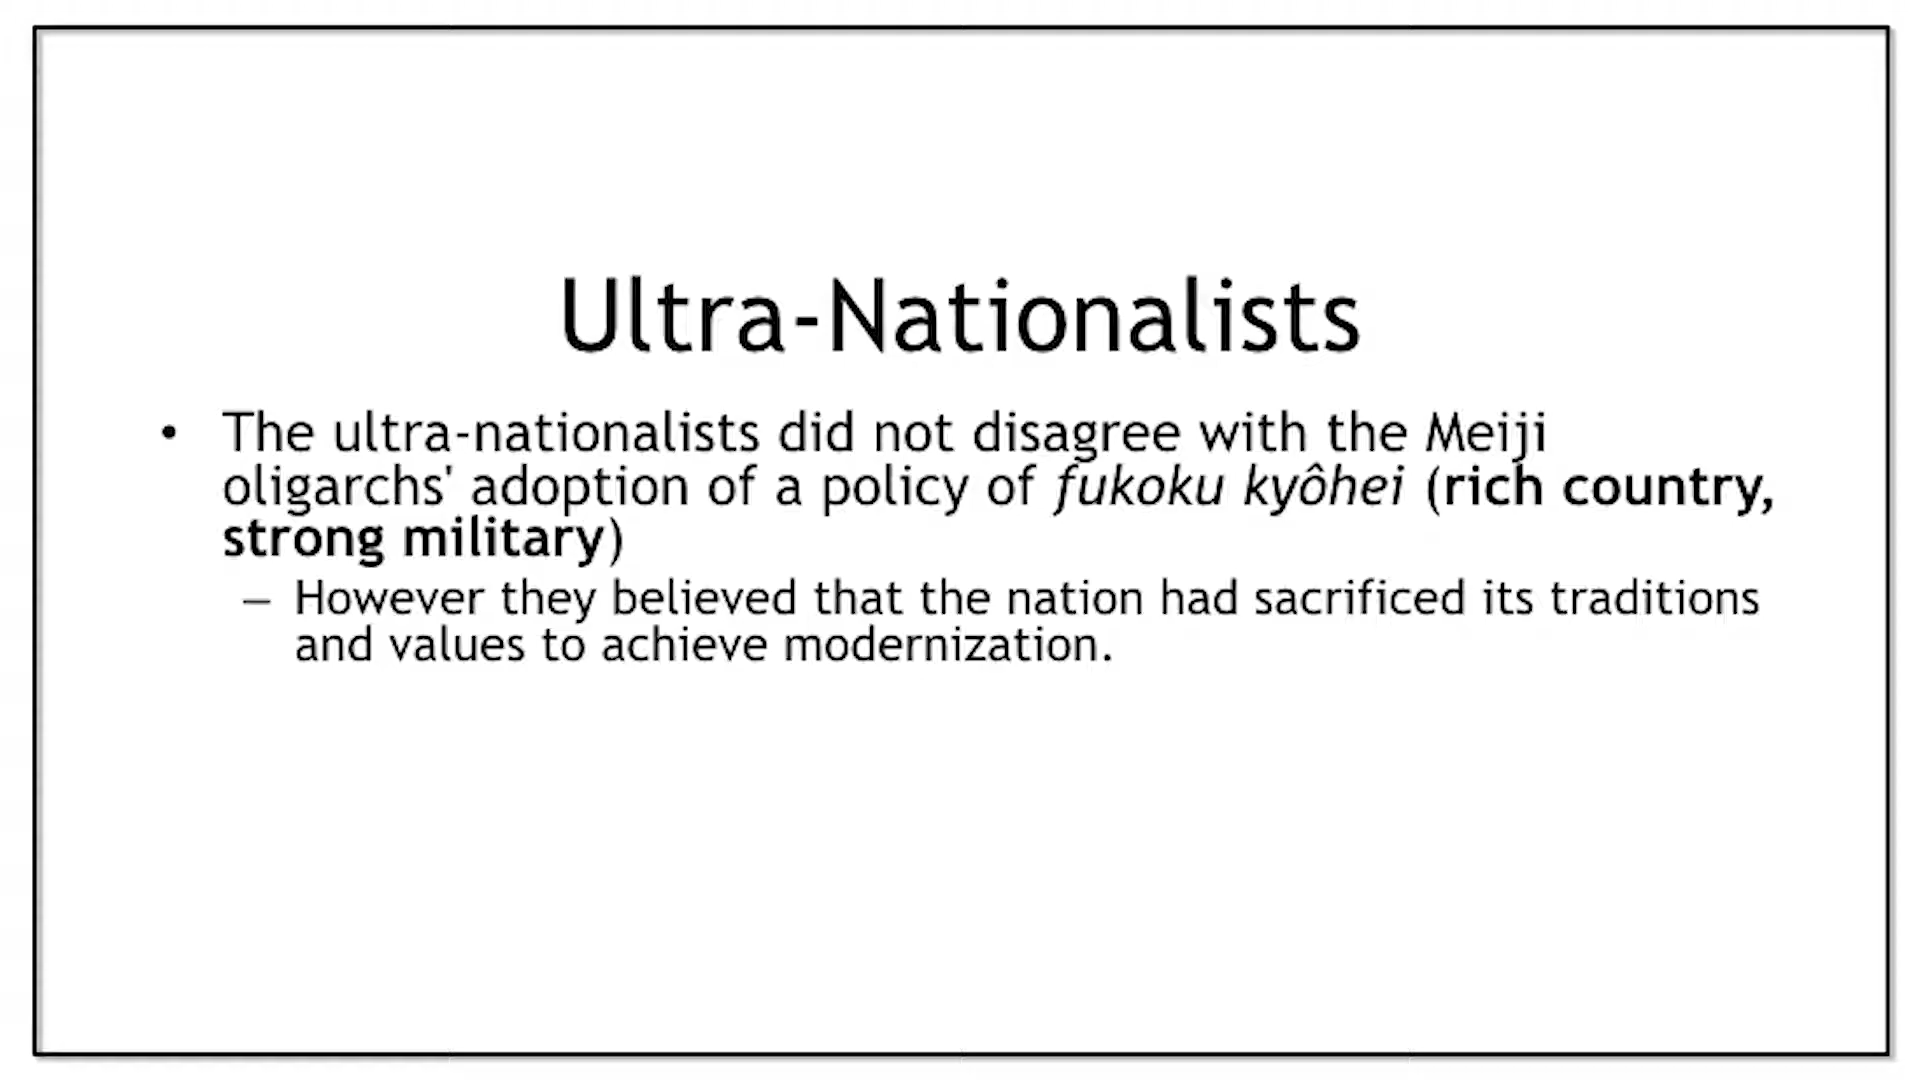 Ultra-Nationalists
• The ultra-nationalists did not disagree with the Meiji
oligarchs' adoption of a policy of fukoku kyôhei (rich country,
strong military)
– However they believed that the nation had sacrificed its traditions
and values to achieve modernization.